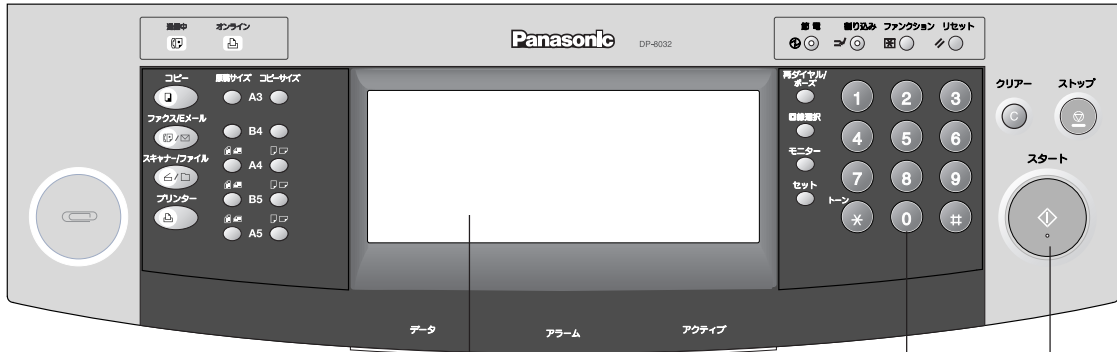 通信中 オンライン
Panasonic DP-8032
節電 割り込み ファンクション リセット
コピー
ファクス/Eメール
スキャナー/ファイル
プリンター
原稿サイズ コピーサイズ
A3
B4
A4
B5
A5
再ダイヤル/
ポーズ
回線選択
モニター
セット
トーン
1 2 3
4 5 6
7 8 9
* 0 #
クリアー ストップ
C
スタート
データ アラーム アクティブ